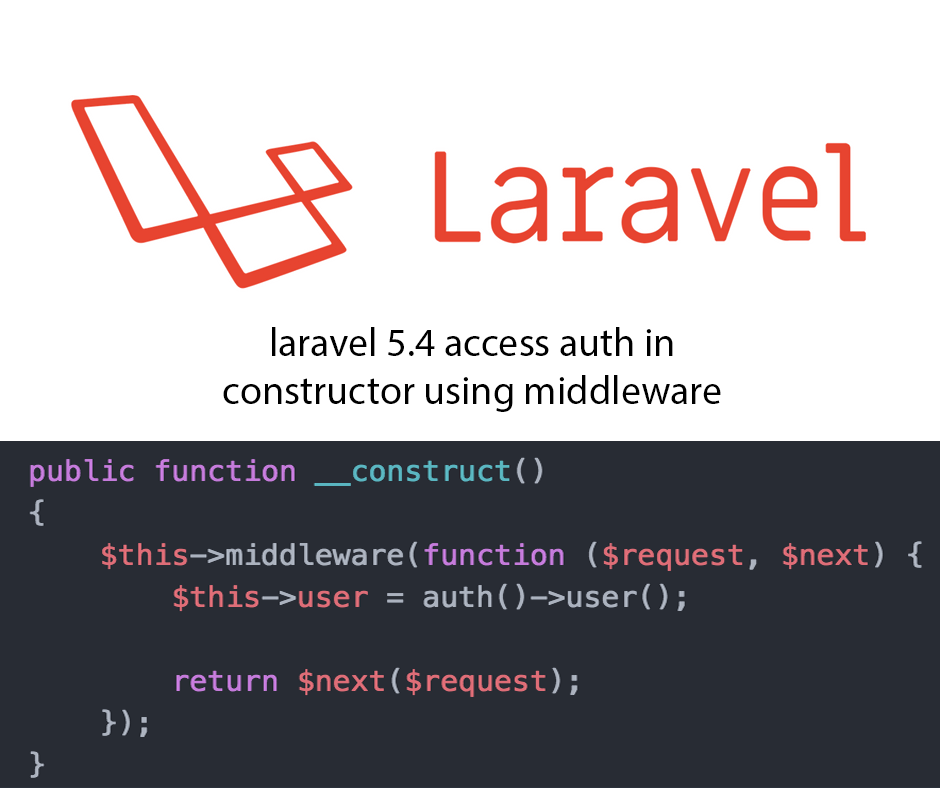 Laravel
laravel 5.4 access auth in
constructor using middleware
public function __construct()
{
    $this->middleware(function ($request, $next) {
        $this->user = auth()->user();

        return $next($request);
    });
}